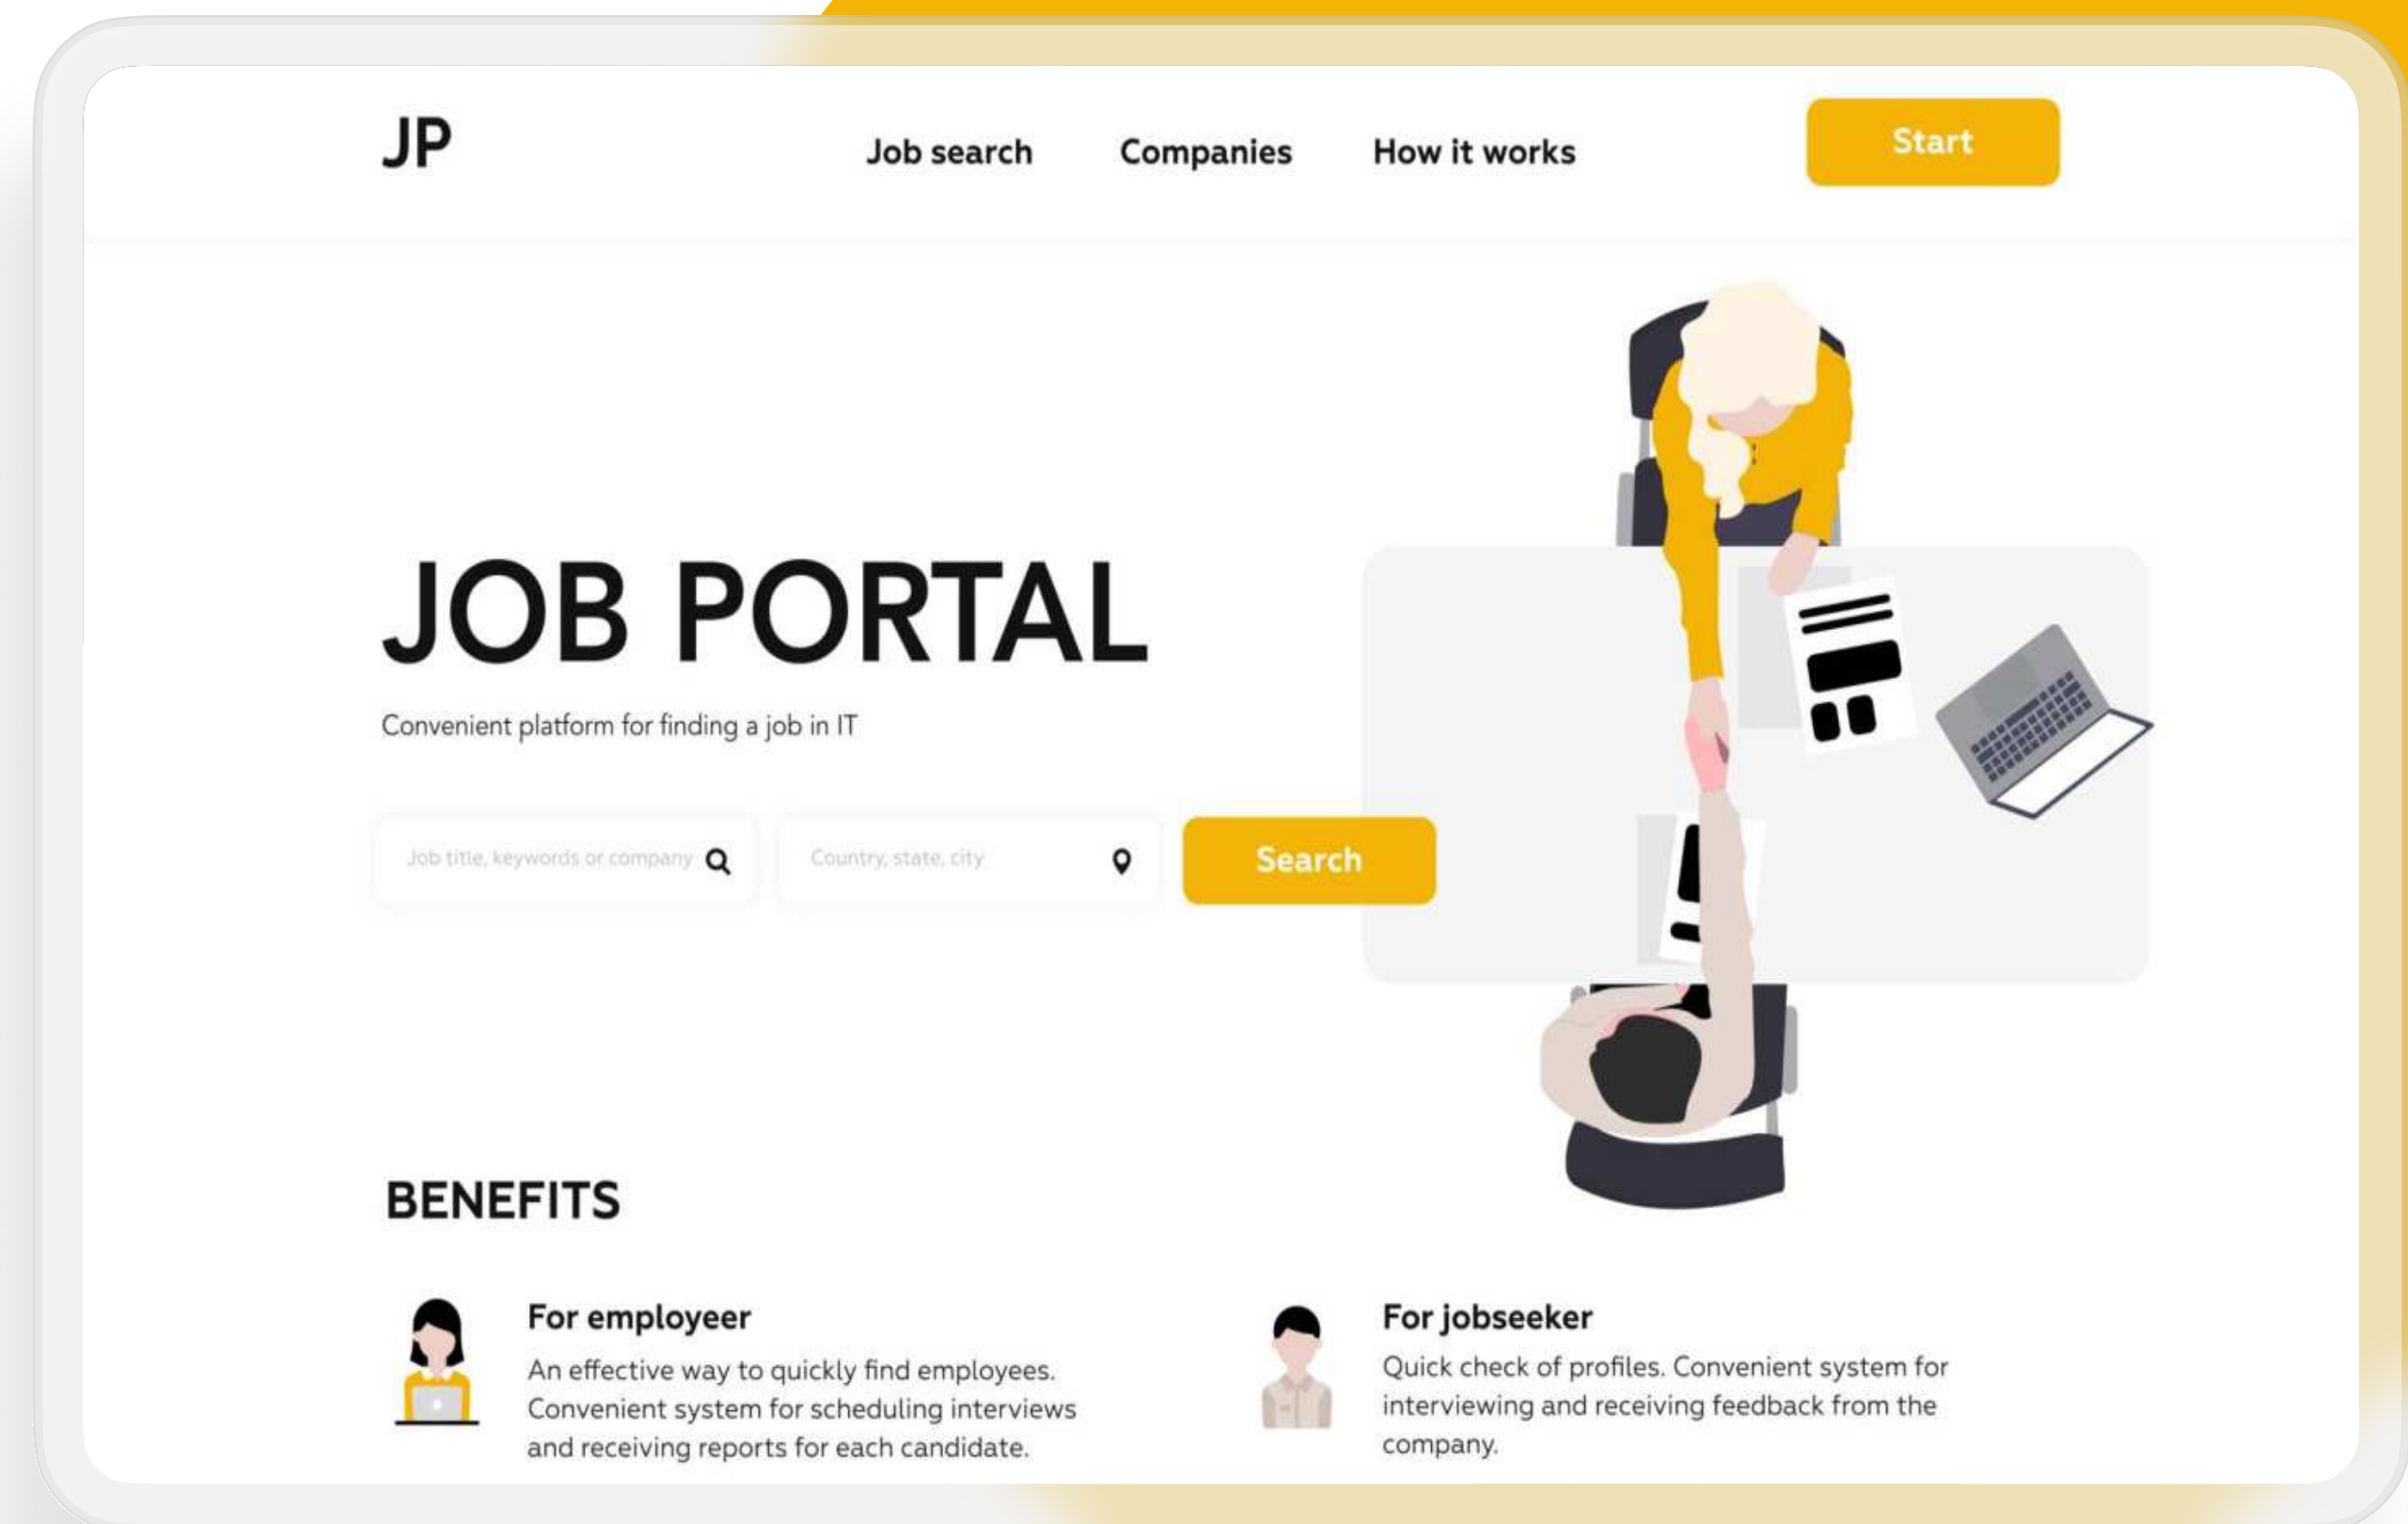 JP
Job search
Companies
How it works
Start
JOB PORTAL
Convenient platform for finding a job in IT
Job title, keywords or company
Country, state, city
Search
BENEFITS
For employeer
An effective way to quickly find employees.
Convenient system for scheduling interviews
and receiving reports for each candidate.
For jobseeker
Quick check of profiles. Convenient system for
interviewing and receiving feedback from the
company.